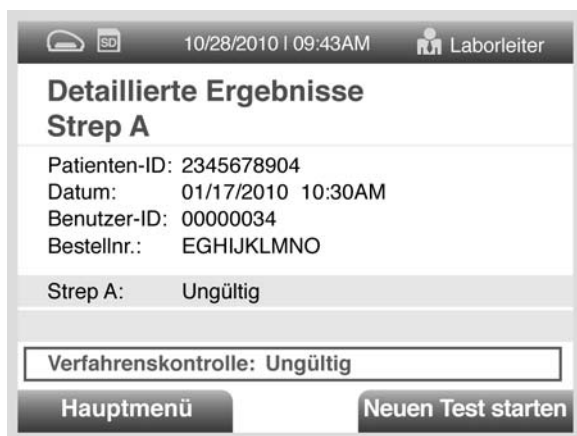 SD 10/28/2010 | 09:43AM Laborleiter
Detaillierte Ergebnisse
Strep A
Patienten-ID: 2345678904
Datum: 01/17/2010 10:30AM
Benutzer-ID: 00000034
Bestellnr.: EGHIJKLMNO
Strep A: Ungültig
Verfahrenskontrolle: Ungültig
Hauptmenü Neuen Test starten